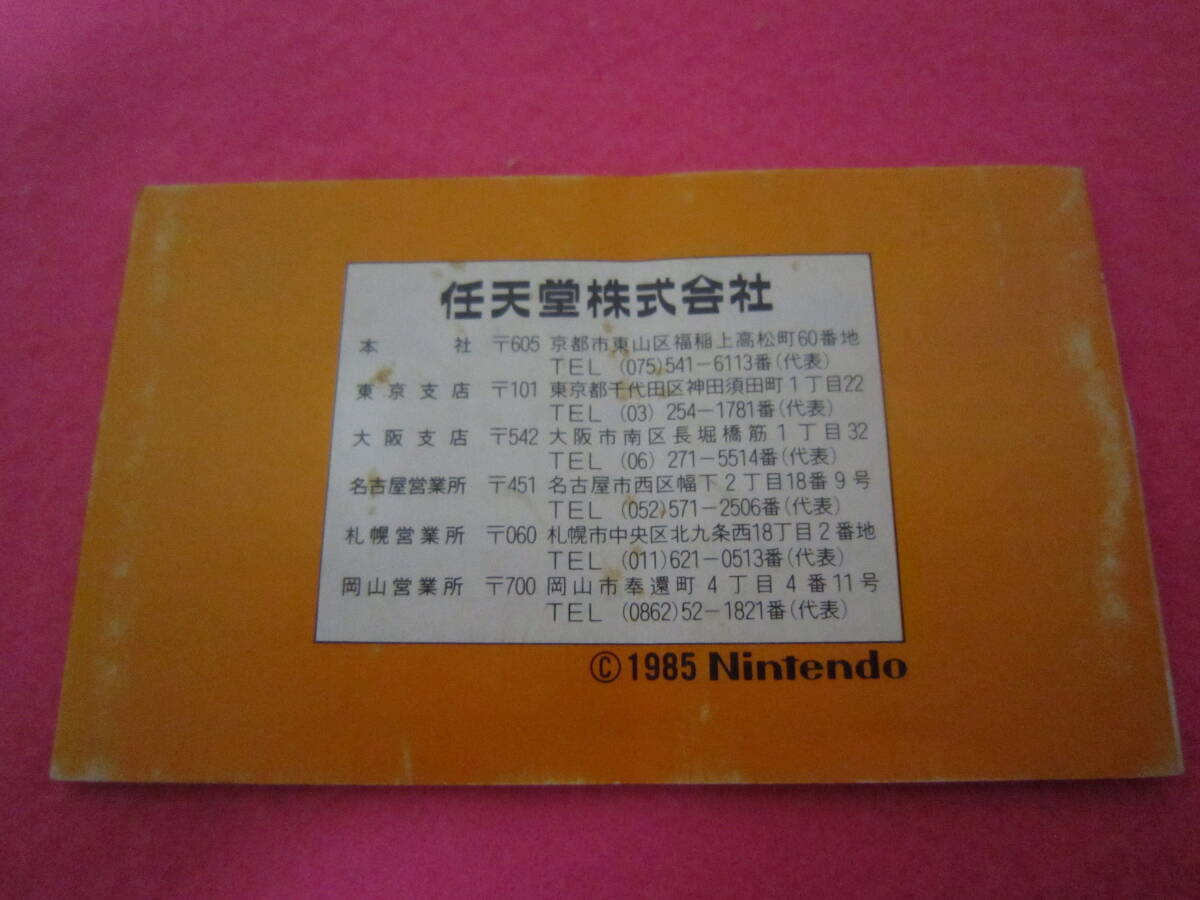 任天堂株式会社
本社 〒605 京都市東山区福稲上高松町60番地
TEL (075)541-6113番(代表)
東京支店 〒101 東京都千代田区神田須田町1丁目22
TEL (03) 254-1781番(代表)
大阪支店 〒542 大阪市南区長堀橋筋1丁目32
TEL (06) 271-5514番(代表)
名古屋営業所 〒451 名古屋市西区幅下2丁目18番9号
TEL (052)571-2506番(代表)
札幌営業所 〒060 札幌市中央区北九条西18丁目2番地
TEL (011)621-0513番(代表)
岡山営業所 〒700 岡山市奉還町4丁目4番11号
TEL (0862)52-1821番(代表)
©1985 Nintendo